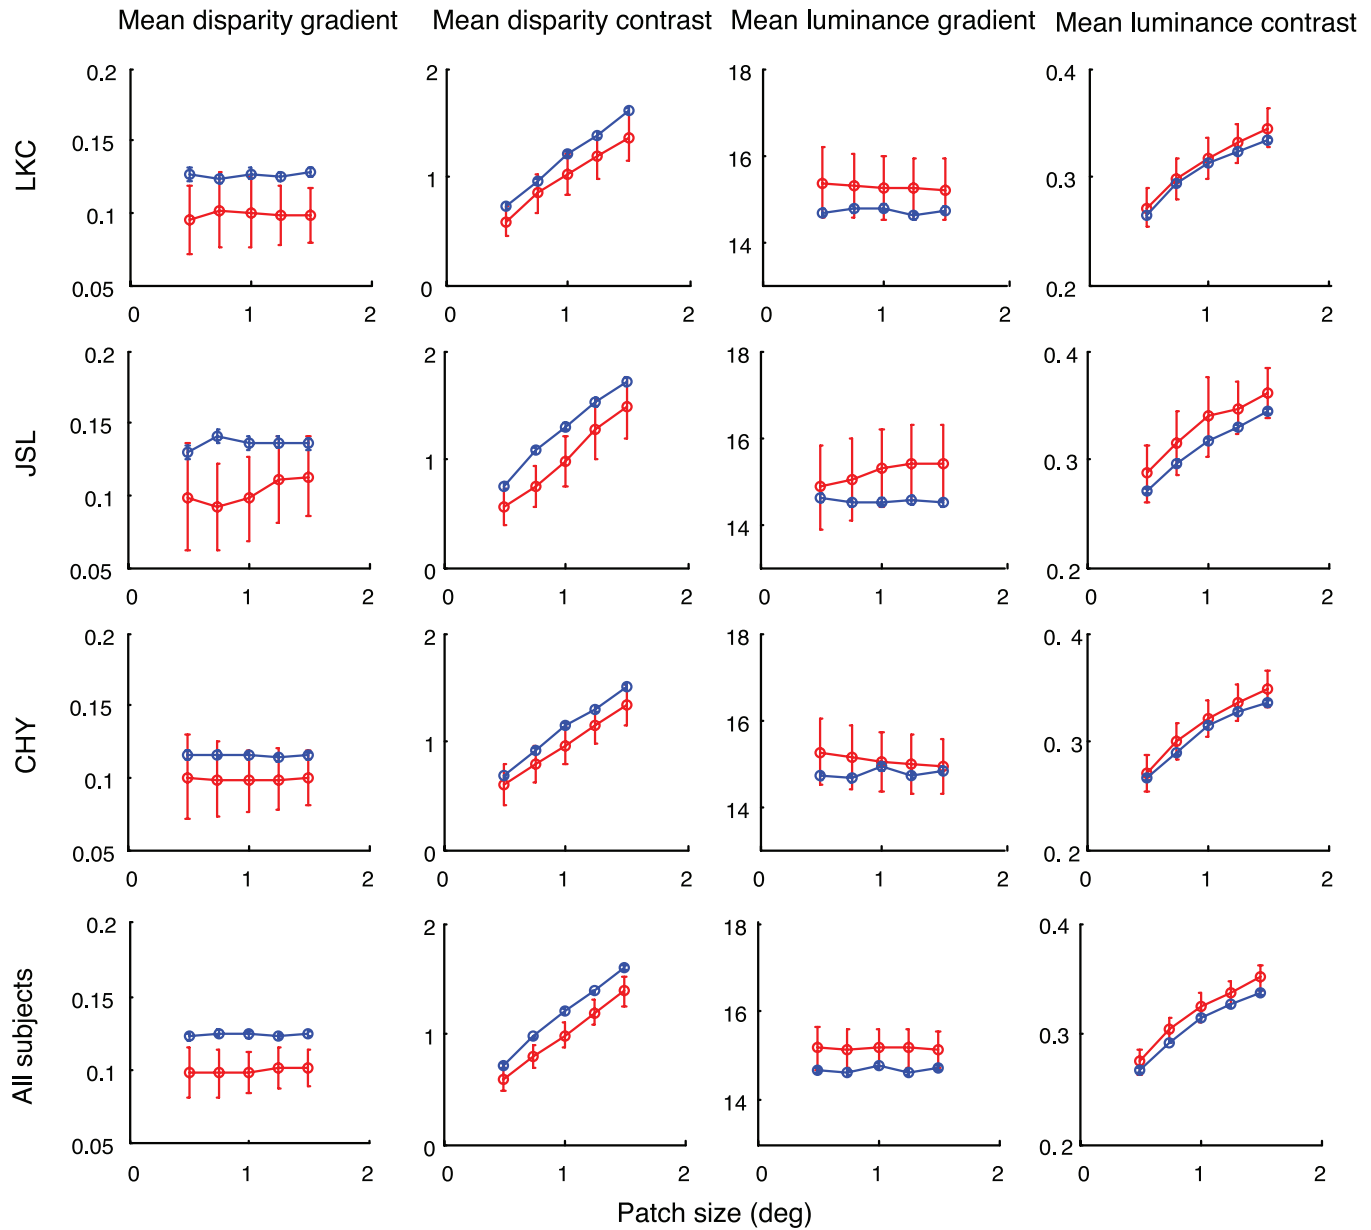 Mean disparity gradient Mean disparity contrast Mean luminance gradient Mean luminance contrast
LKC
0.2 2 18 0.4
0.15 16
1 0.3
0.1 14
0.05 0 0.2
0 1 2 0 1 2 0 1 2 0 1 2
JSL
0.2 2 18 0.4
0.15 16
1 0.3
0.1 14
0.05 0 0.2
0 1 2 0 1 2 0 1 2 0 1 2
CHY
0.2 2 18 0.4
0.15 16
1 0.3
0.1 14
0.05 0 0.2
0 1 2 0 1 2 0 1 2 0 1 2
All subjects
0.2 2 18 0.4
0.15 16
1 0.3
0.1 14
0.05 0 0.2
0 1 2 0 1 2 0 1 2 0 1 2
Patch size (deg)